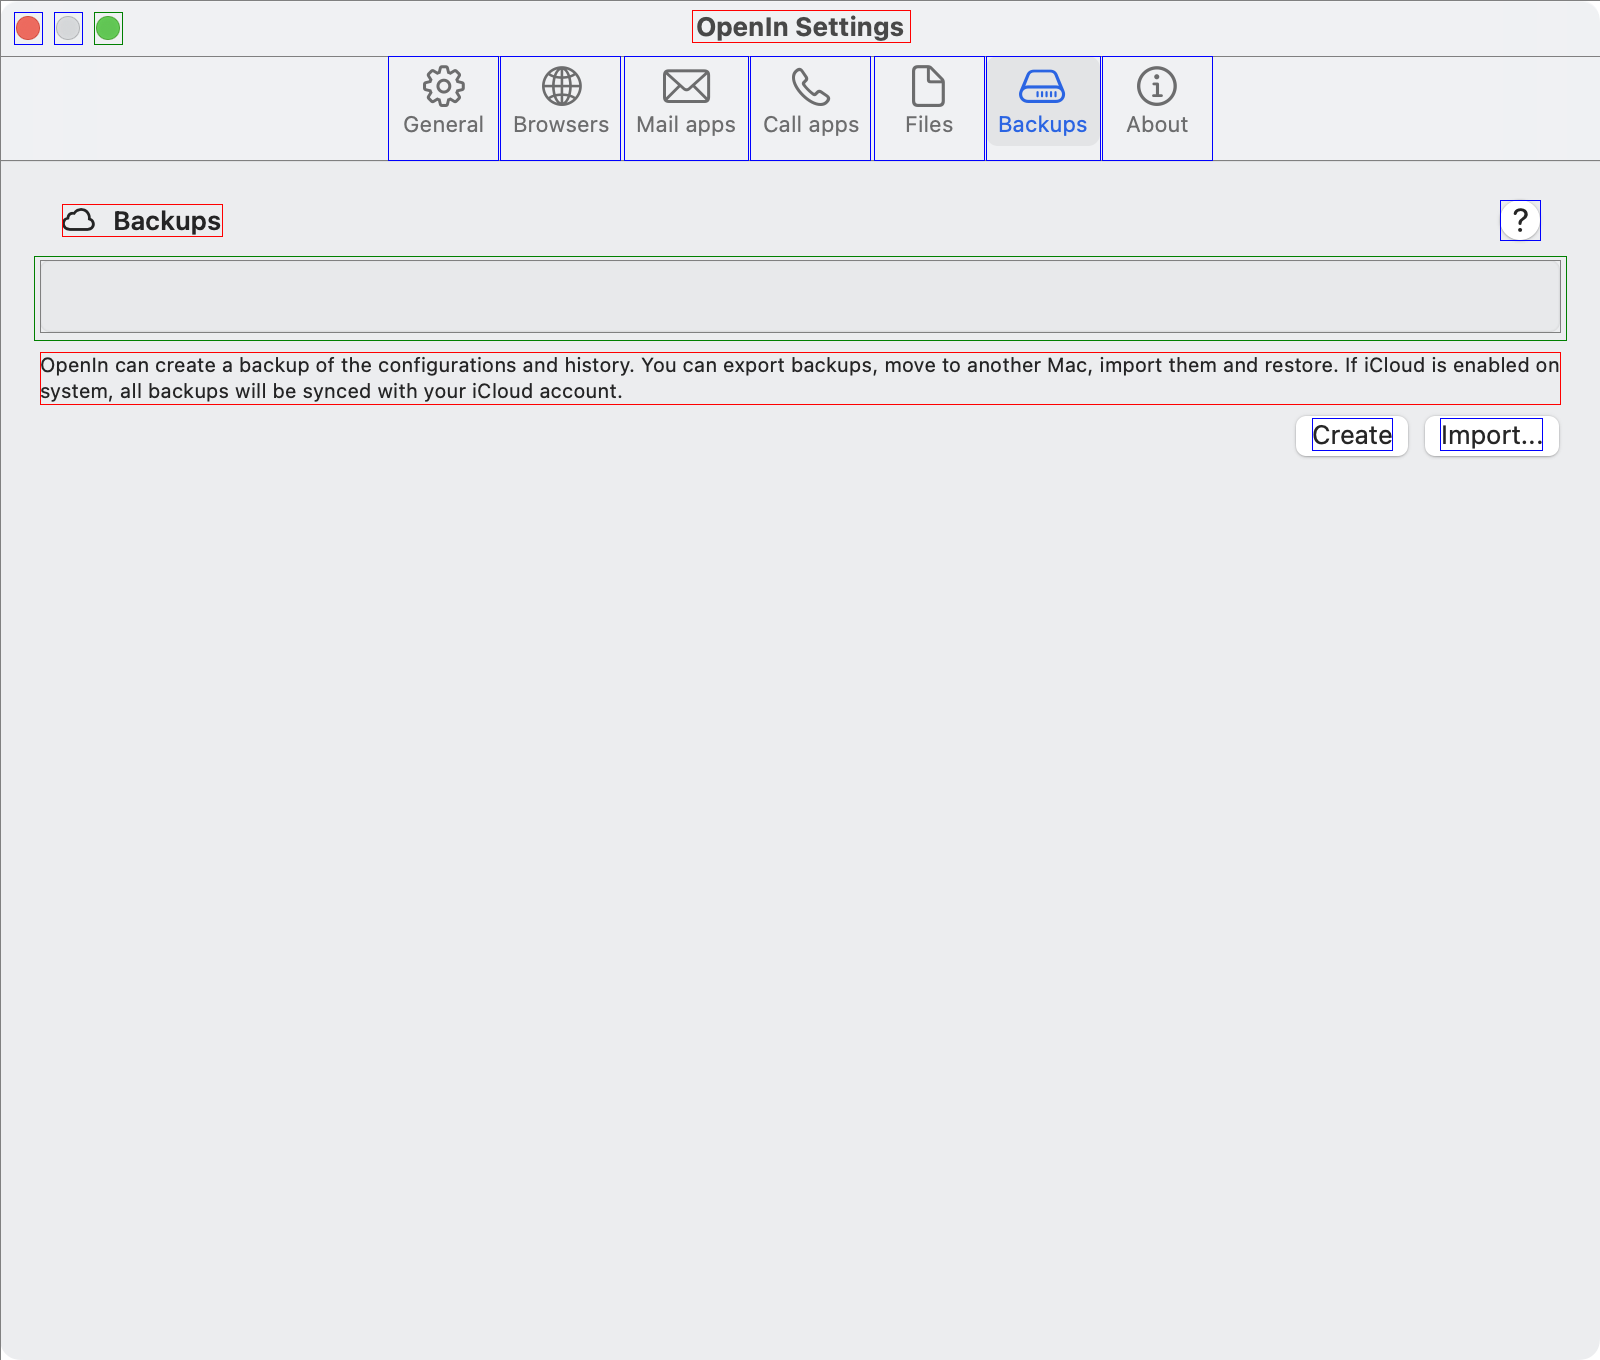 OpenIn Settings
General
Browsers
Mail apps
Call apps
Files
Backups
About
Backups
?
OpenIn can create a backup of the configurations and history. You can export backups, move to another Mac, import them and restore. If iCloud is enabled on
system, all backups will be synced with your iCloud account.
Create
Import...